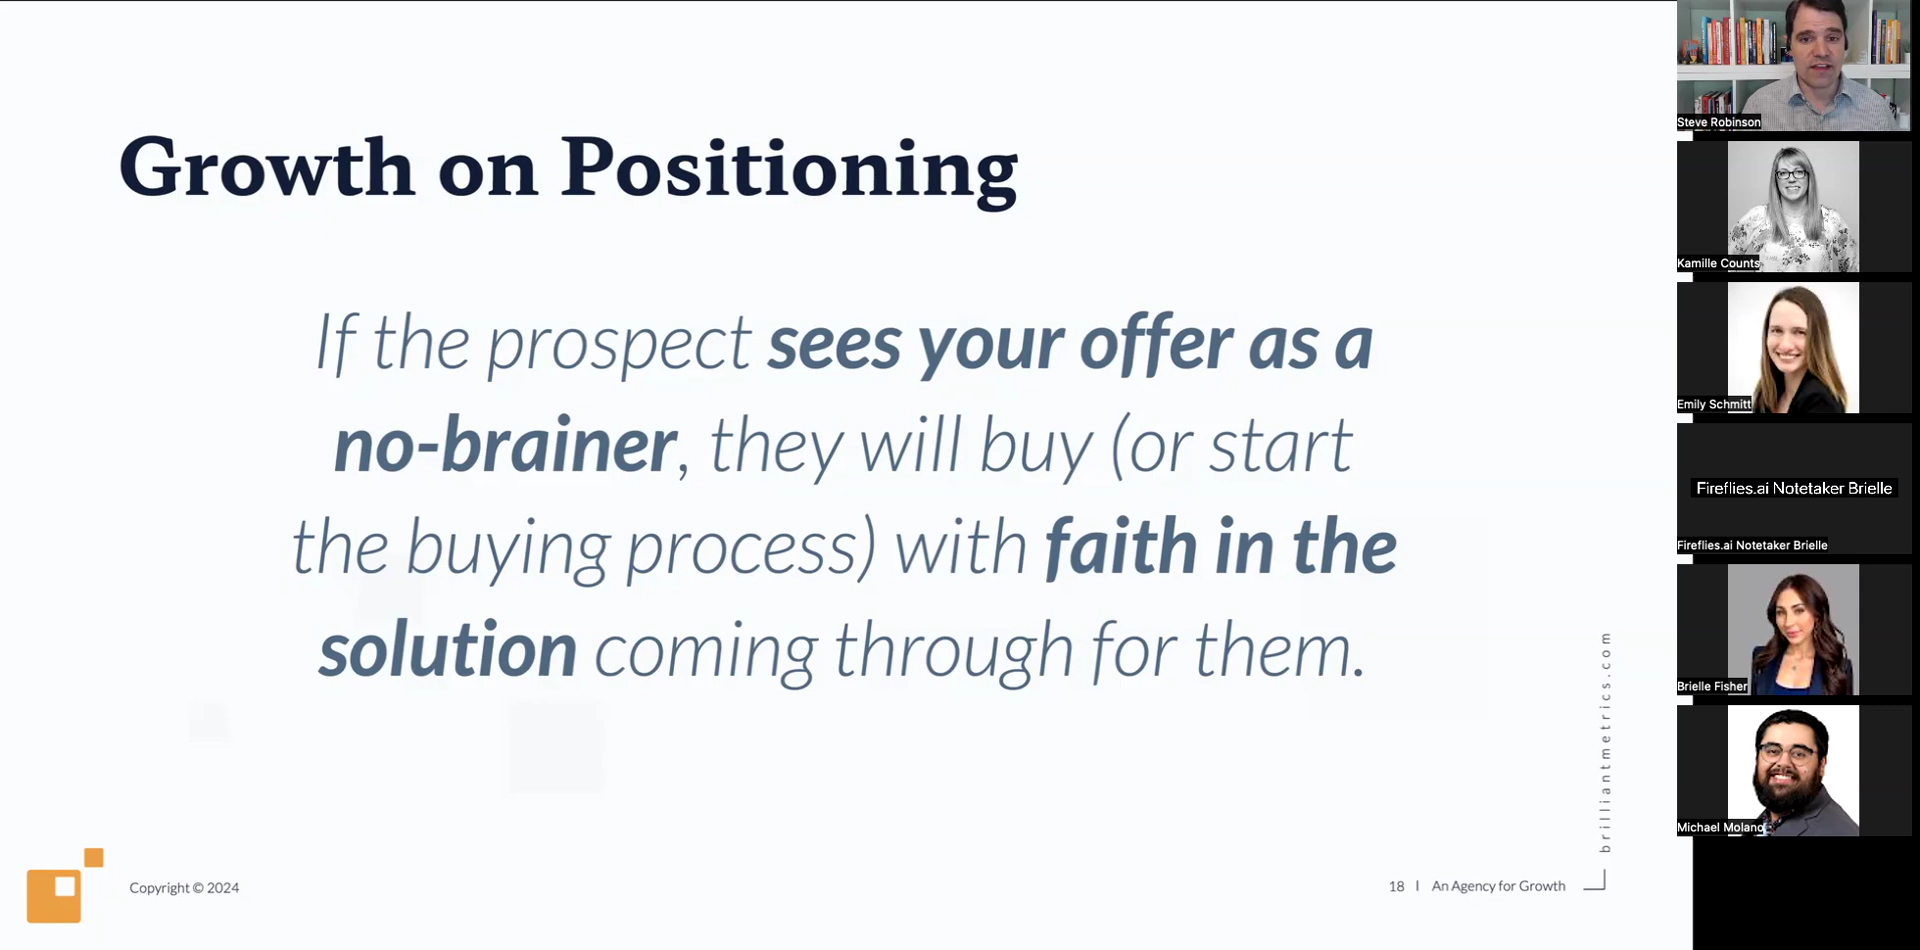 Growth on Positioning
If the prospect sees your offer as a
no-brainer, they will buy (or start
the buying process) with faith in the
solution coming through for them.
brilliantmetrics.com
Copyright © 2024
18 | An Agency for Growth
Steve Robinson
Kamille Counts
Emily Schmitt
Fireflies.ai Notetaker Brielle
Fireflies.ai Notetaker Brielle
Brielle Fisher
Michael Molano